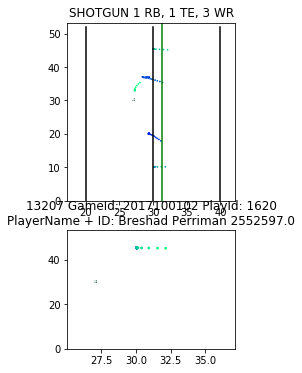 SHOTGUN 1 RB, 1 TE, 3 WR
50
40
30
20
10
0
20 25 30 35 40
13207 GameId: 2017100102 PlayId: 1620
PlayerName + ID: Breshad Perriman 2552597.0
40
20
0
27.5 30.0 32.5 35.0